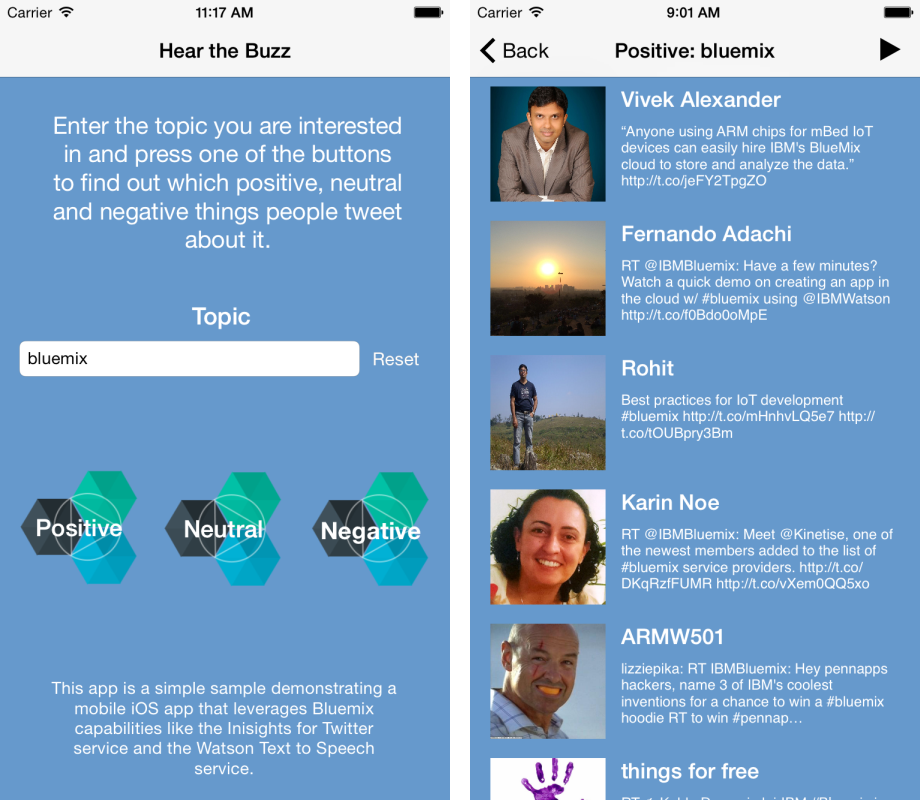 Carrier 11:17 AM
Hear the Buzz
Enter the topic you are interested
in and press one of the buttons
to find out which positive, neutral
and negative things people tweet
about it.
Topic
bluemix Reset
Positive Neutral Negative
This app is a simple sample demonstrating a
mobile iOS app that leverages Bluemix
capabilities like the Inisights for Twitter
service and the Watson Text to Speech
service.
Carrier 9:01 AM
Back Positive: bluemix
Vivek Alexander
“Anyone using ARM chips for mBed IoT
devices can easily hire IBM's BlueMix
cloud to store and analyze the data.”
http://t.co/jeFY2TpgZO
Fernando Adachi
RT @IBMBluemix: Have a few minutes?
Watch a quick demo on creating an app in
the cloud w/ #bluemix using @IBMWatson
http://t.co/f0Bdo0oMpE
Rohit
Best practices for IoT development
#bluemix http://t.co/mHnhvLQ5e7 http://
t.co/tOUBpry3Bm
Karin Noe
RT @IBMBluemix: Meet @Kinetise, one of
the newest members added to the list of
#bluemix service providers. http://t.co/
DKqRzfFUMR http://t.co/vXem0QQ5xo
ARMW501
lizziepika: RT IBMBluemix: Hey pennapps
hackers, name 3 of IBM's coolest
inventions for a chance to win a #bluemix
hoodie RT to win #pennap…
things for free